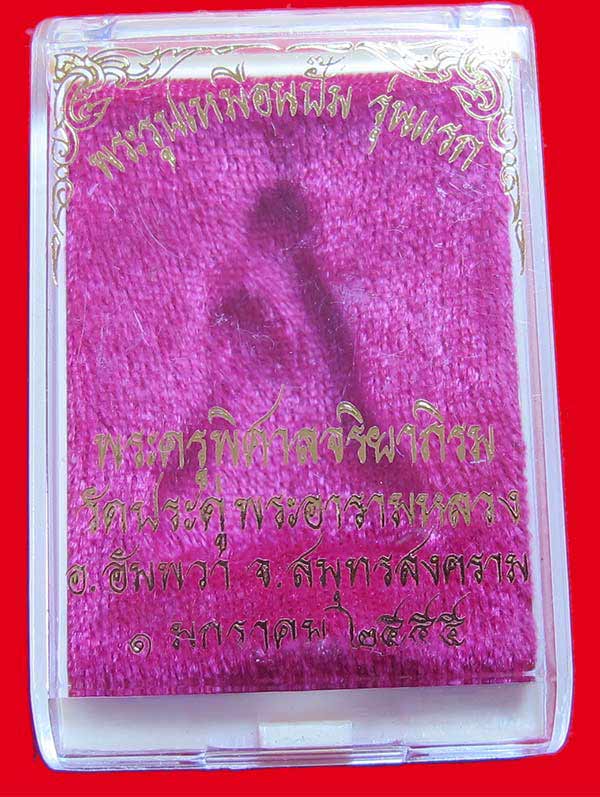 พระรูปเหมือนปั๊ม รุ่นแรก
พระครูพิศาลจริยาภิรม
วัดประดู่ พระอารามหลวง
อ. อัมพวา จ. สมุทรสงคราม
๑ มกราคม ๒๕๕๕